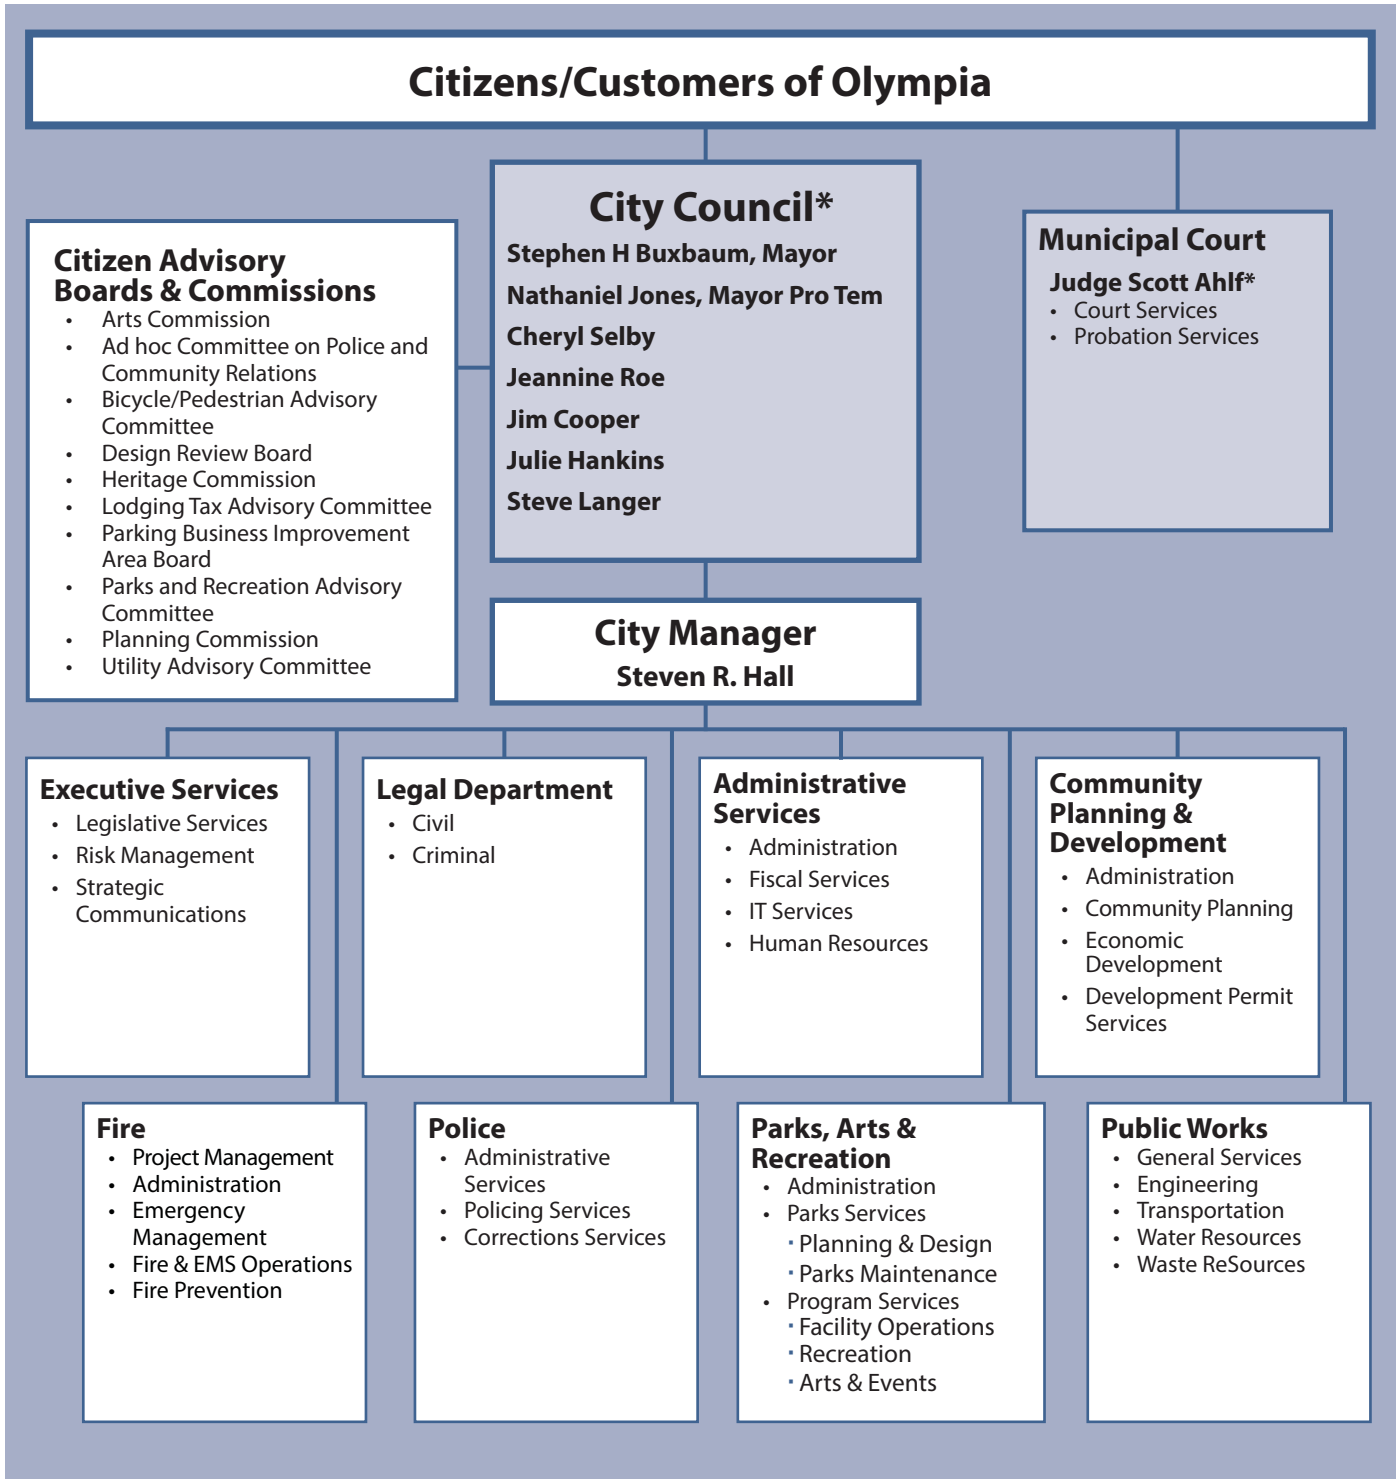 Citizens/Customers of Olympia
City Council*
Stephen H Buxbaum, Mayor
Nathaniel Jones, Mayor Pro Tem
Cheryl Selby
Jeannine Roe
Jim Cooper
Julie Hankins
Steve Langer
Municipal Court
Judge Scott Ahlf*
• Court Services
• Probation Services
Citizen Advisory
Boards & Commissions
• Arts Commission
• Ad hoc Committee on Police and
Community Relations
• Bicycle/Pedestrian Advisory
Committee
• Design Review Board
• Heritage Commission
• Lodging Tax Advisory Committee
• Parking Business Improvement
Area Board
• Parks and Recreation Advisory
Committee
• Planning Commission
• Utility Advisory Committee
City Manager
Steven R. Hall
Executive Services
• Legislative Services
• Risk Management
• Strategic
Communications
Legal Department
• Civil
• Criminal
Administrative
Services
• Administration
• Fiscal Services
• IT Services
• Human Resources
Community
Planning &
Development
• Administration
• Community Planning
• Economic
Development
• Development Permit
Services
Fire
• Project Management
• Administration
• Emergency
Management
• Fire & EMS Operations
• Fire Prevention
Police
• Administrative
Services
• Policing Services
• Corrections Services
Parks, Arts &
Recreation
• Administration
• Parks Services
· Planning & Design
· Parks Maintenance
• Program Services
· Facility Operations
· Recreation
· Arts & Events
Public Works
• General Services
• Engineering
• Transportation
• Water Resources
• Waste ReSources